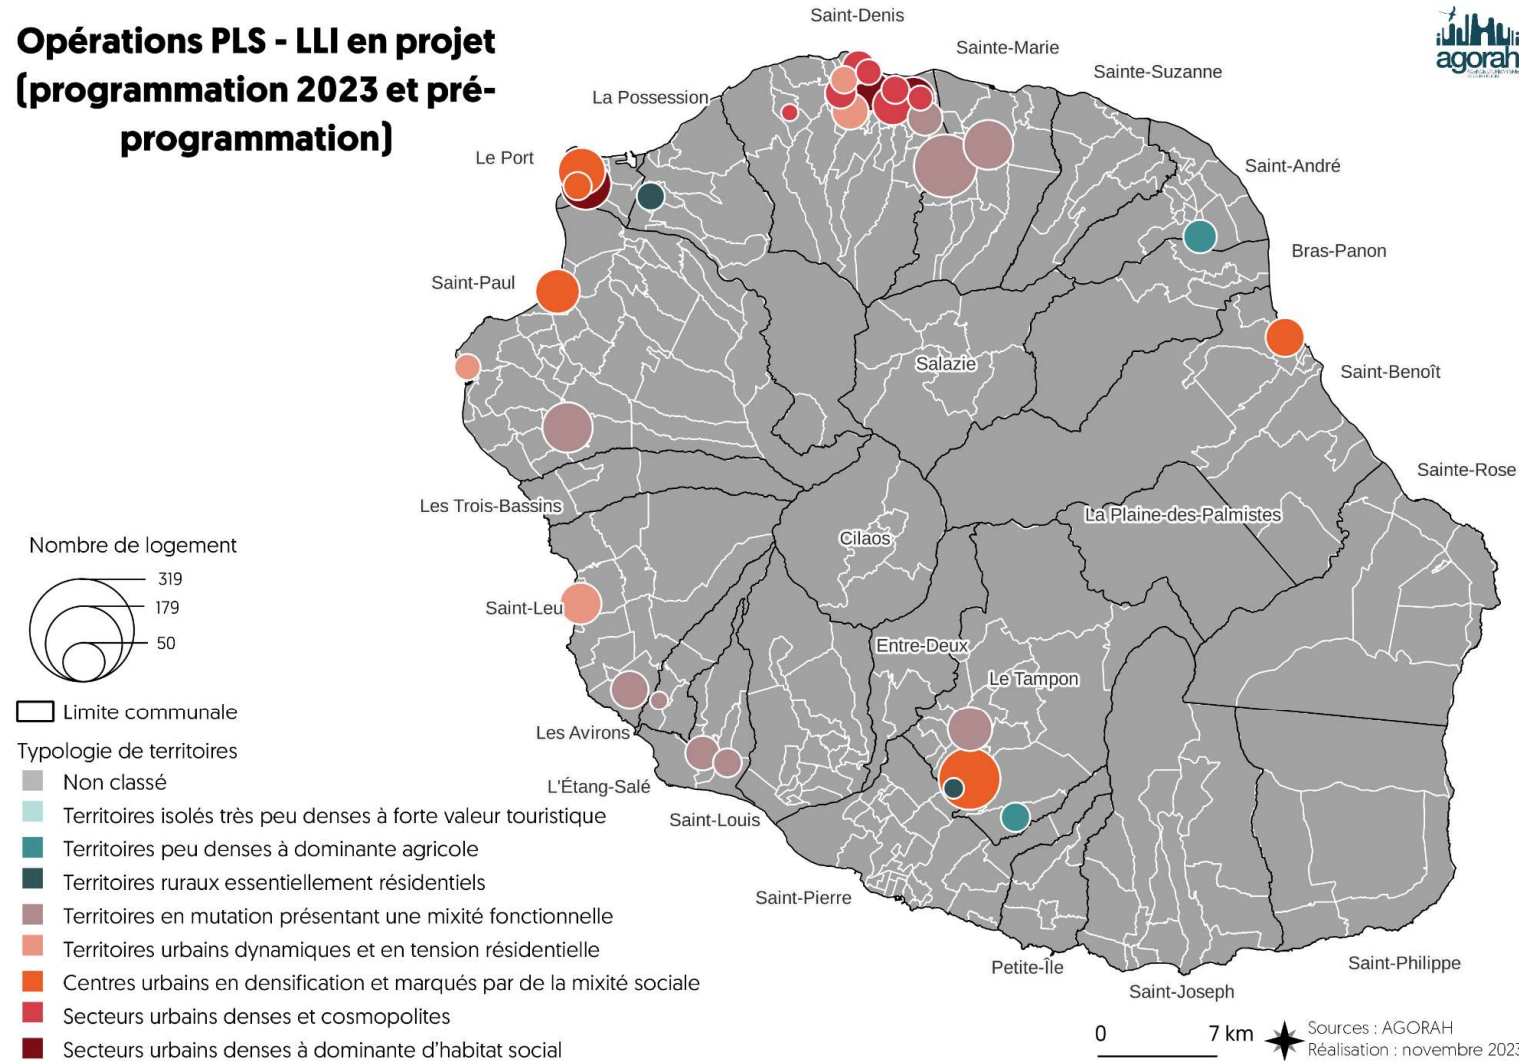 Opérations PLS - LLI en projet
(programmation 2023 et pré-
programmation)
agorah
Saint-Denis
Sainte-Marie
Sainte-Suzanne
La Possession
Le Port
Saint-André
Bras-Panon
Saint-Paul
Salazie
Saint-Benoît
Sainte-Rose
Les Trois-Bassins
La Plaine-des-Palmistes
Cilaos
Saint-Leu
Entre-Deux
Le Tampon
Les Avirons
L'Étang-Salé
Saint-Louis
Saint-Pierre
Petite-Île
Saint-Joseph
Saint-Philippe
Nombre de logement
319
179
50
Limite communale
Typologie de territoires
Non classé
Territoires isolés très peu denses à forte valeur touristique
Territoires peu denses à dominante agricole
Territoires ruraux essentiellement résidentiels
Territoires en mutation présentant une mixité fonctionnelle
Territoires urbains dynamiques et en tension résidentielle
Centres urbains en densification et marqués par de la mixité sociale
Secteurs urbains denses et cosmopolites
Secteurs urbains denses à dominante d'habitat social
0 7 km
Sources : AGORAH
Réalisation : novembre 2023